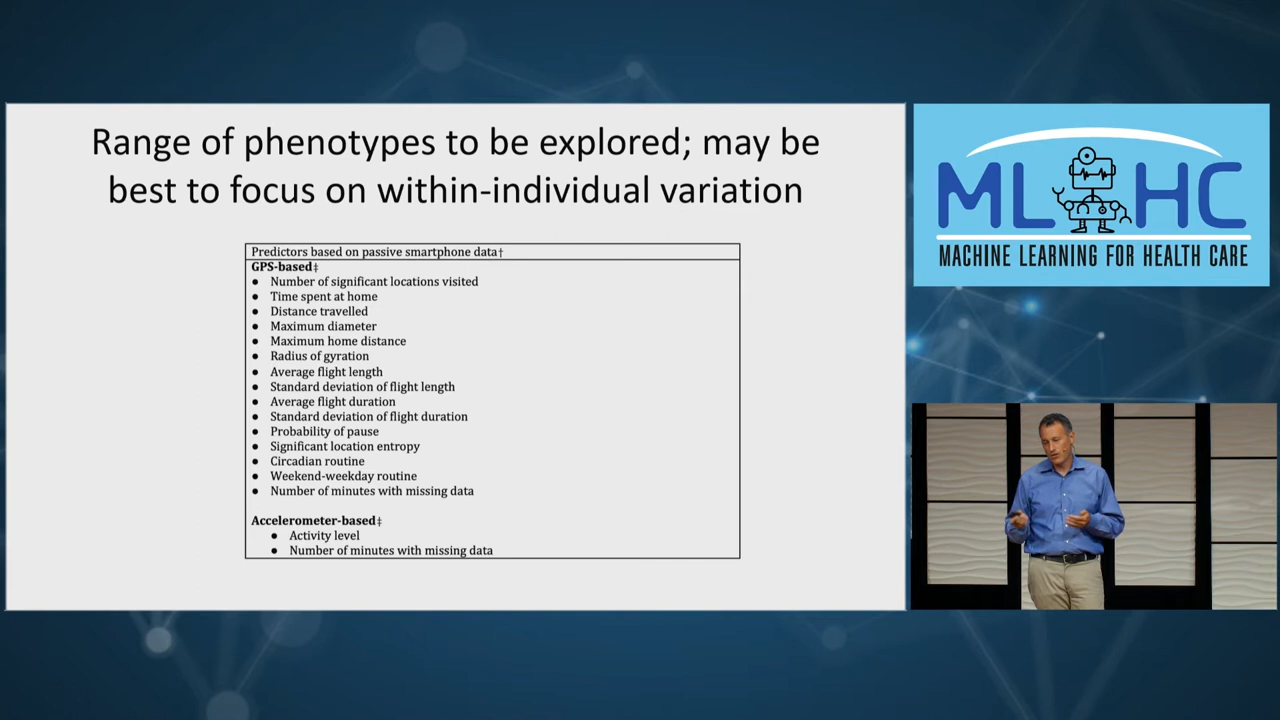 Range of phenotypes to be explored; may be
best to focus on within-individual variation
Predictors based on passive smartphone data†
GPS-based‡
● Number of significant locations visited
● Time spent at home
● Distance travelled
● Maximum diameter
● Maximum home distance
● Radius of gyration
● Average flight length
● Standard deviation of flight length
● Average flight duration
● Standard deviation of flight duration
● Probability of pause
● Significant location entropy
● Circadian routine
● Weekend-weekday routine
● Number of minutes with missing data
Accelerometer-based‡
● Activity level
● Number of minutes with missing data
ML HC
MACHINE LEARNING FOR HEALTH CARE